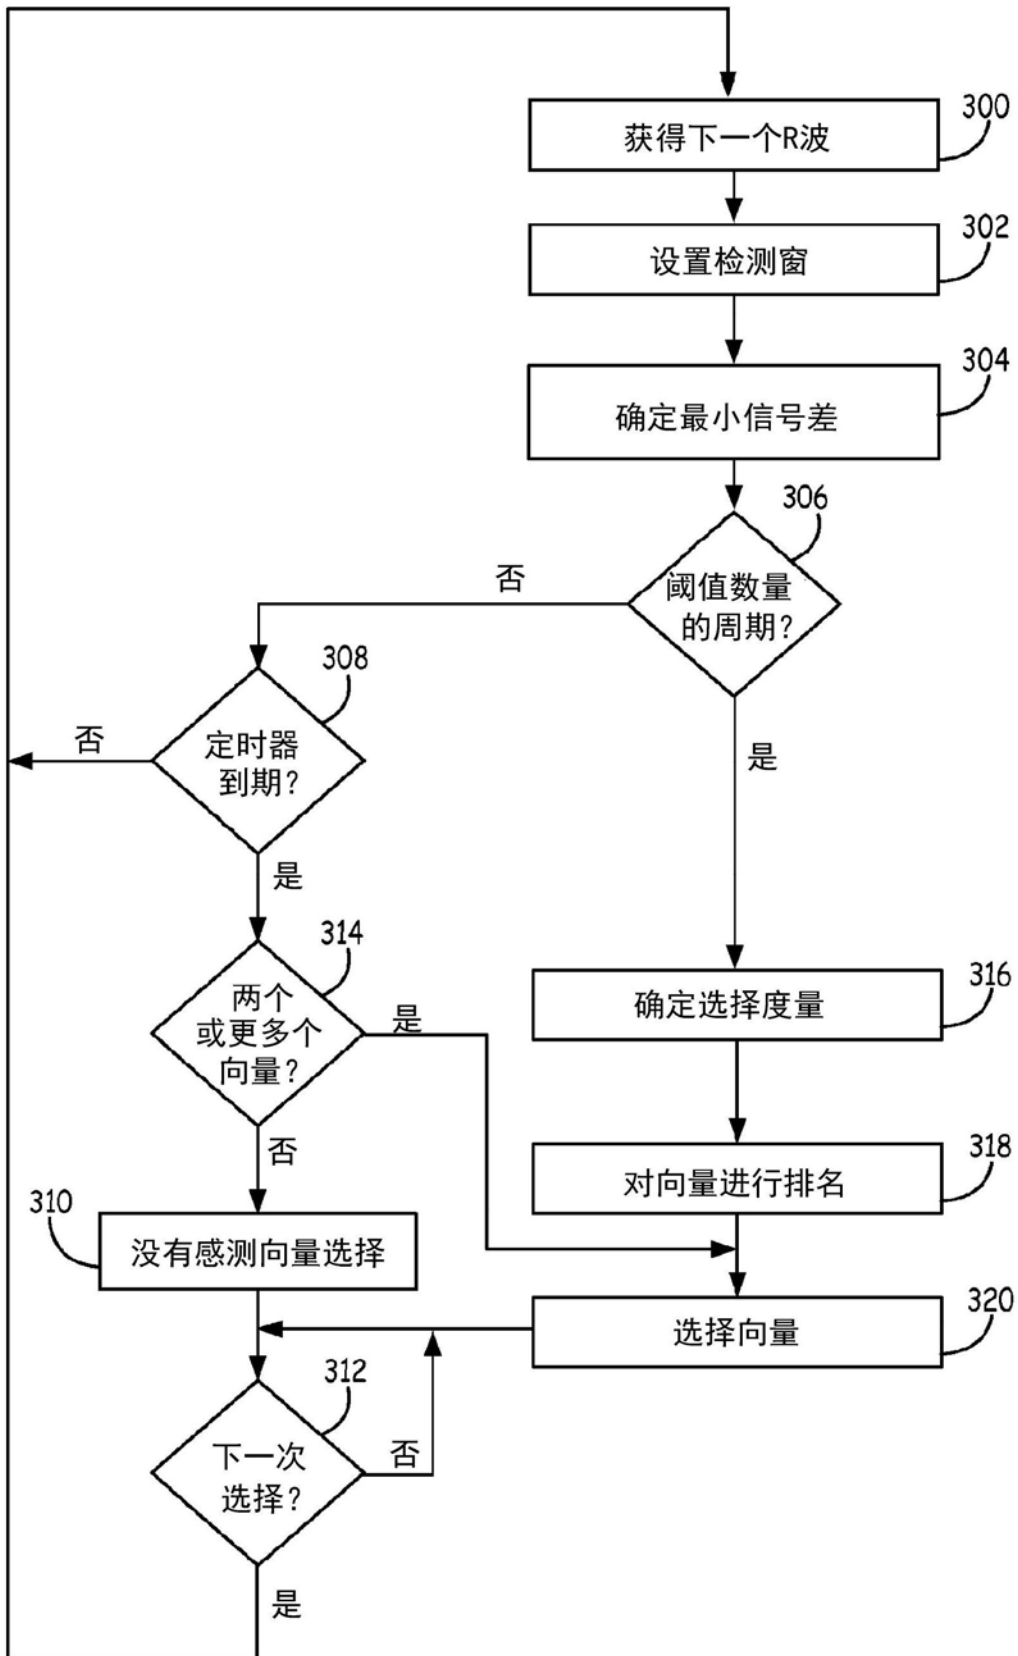 300
获得下一个R波
302
设置检测窗
304
确定最小信号差
306
阈值数量
的周期?
否
是
308
定时器
到期?
否
是
314
两个
或更多个
向量?
是
否
316
确定选择度量
318
对向量进行排名
310
没有感测向量选择
320
选择向量
312
下一次
选择?
否
是